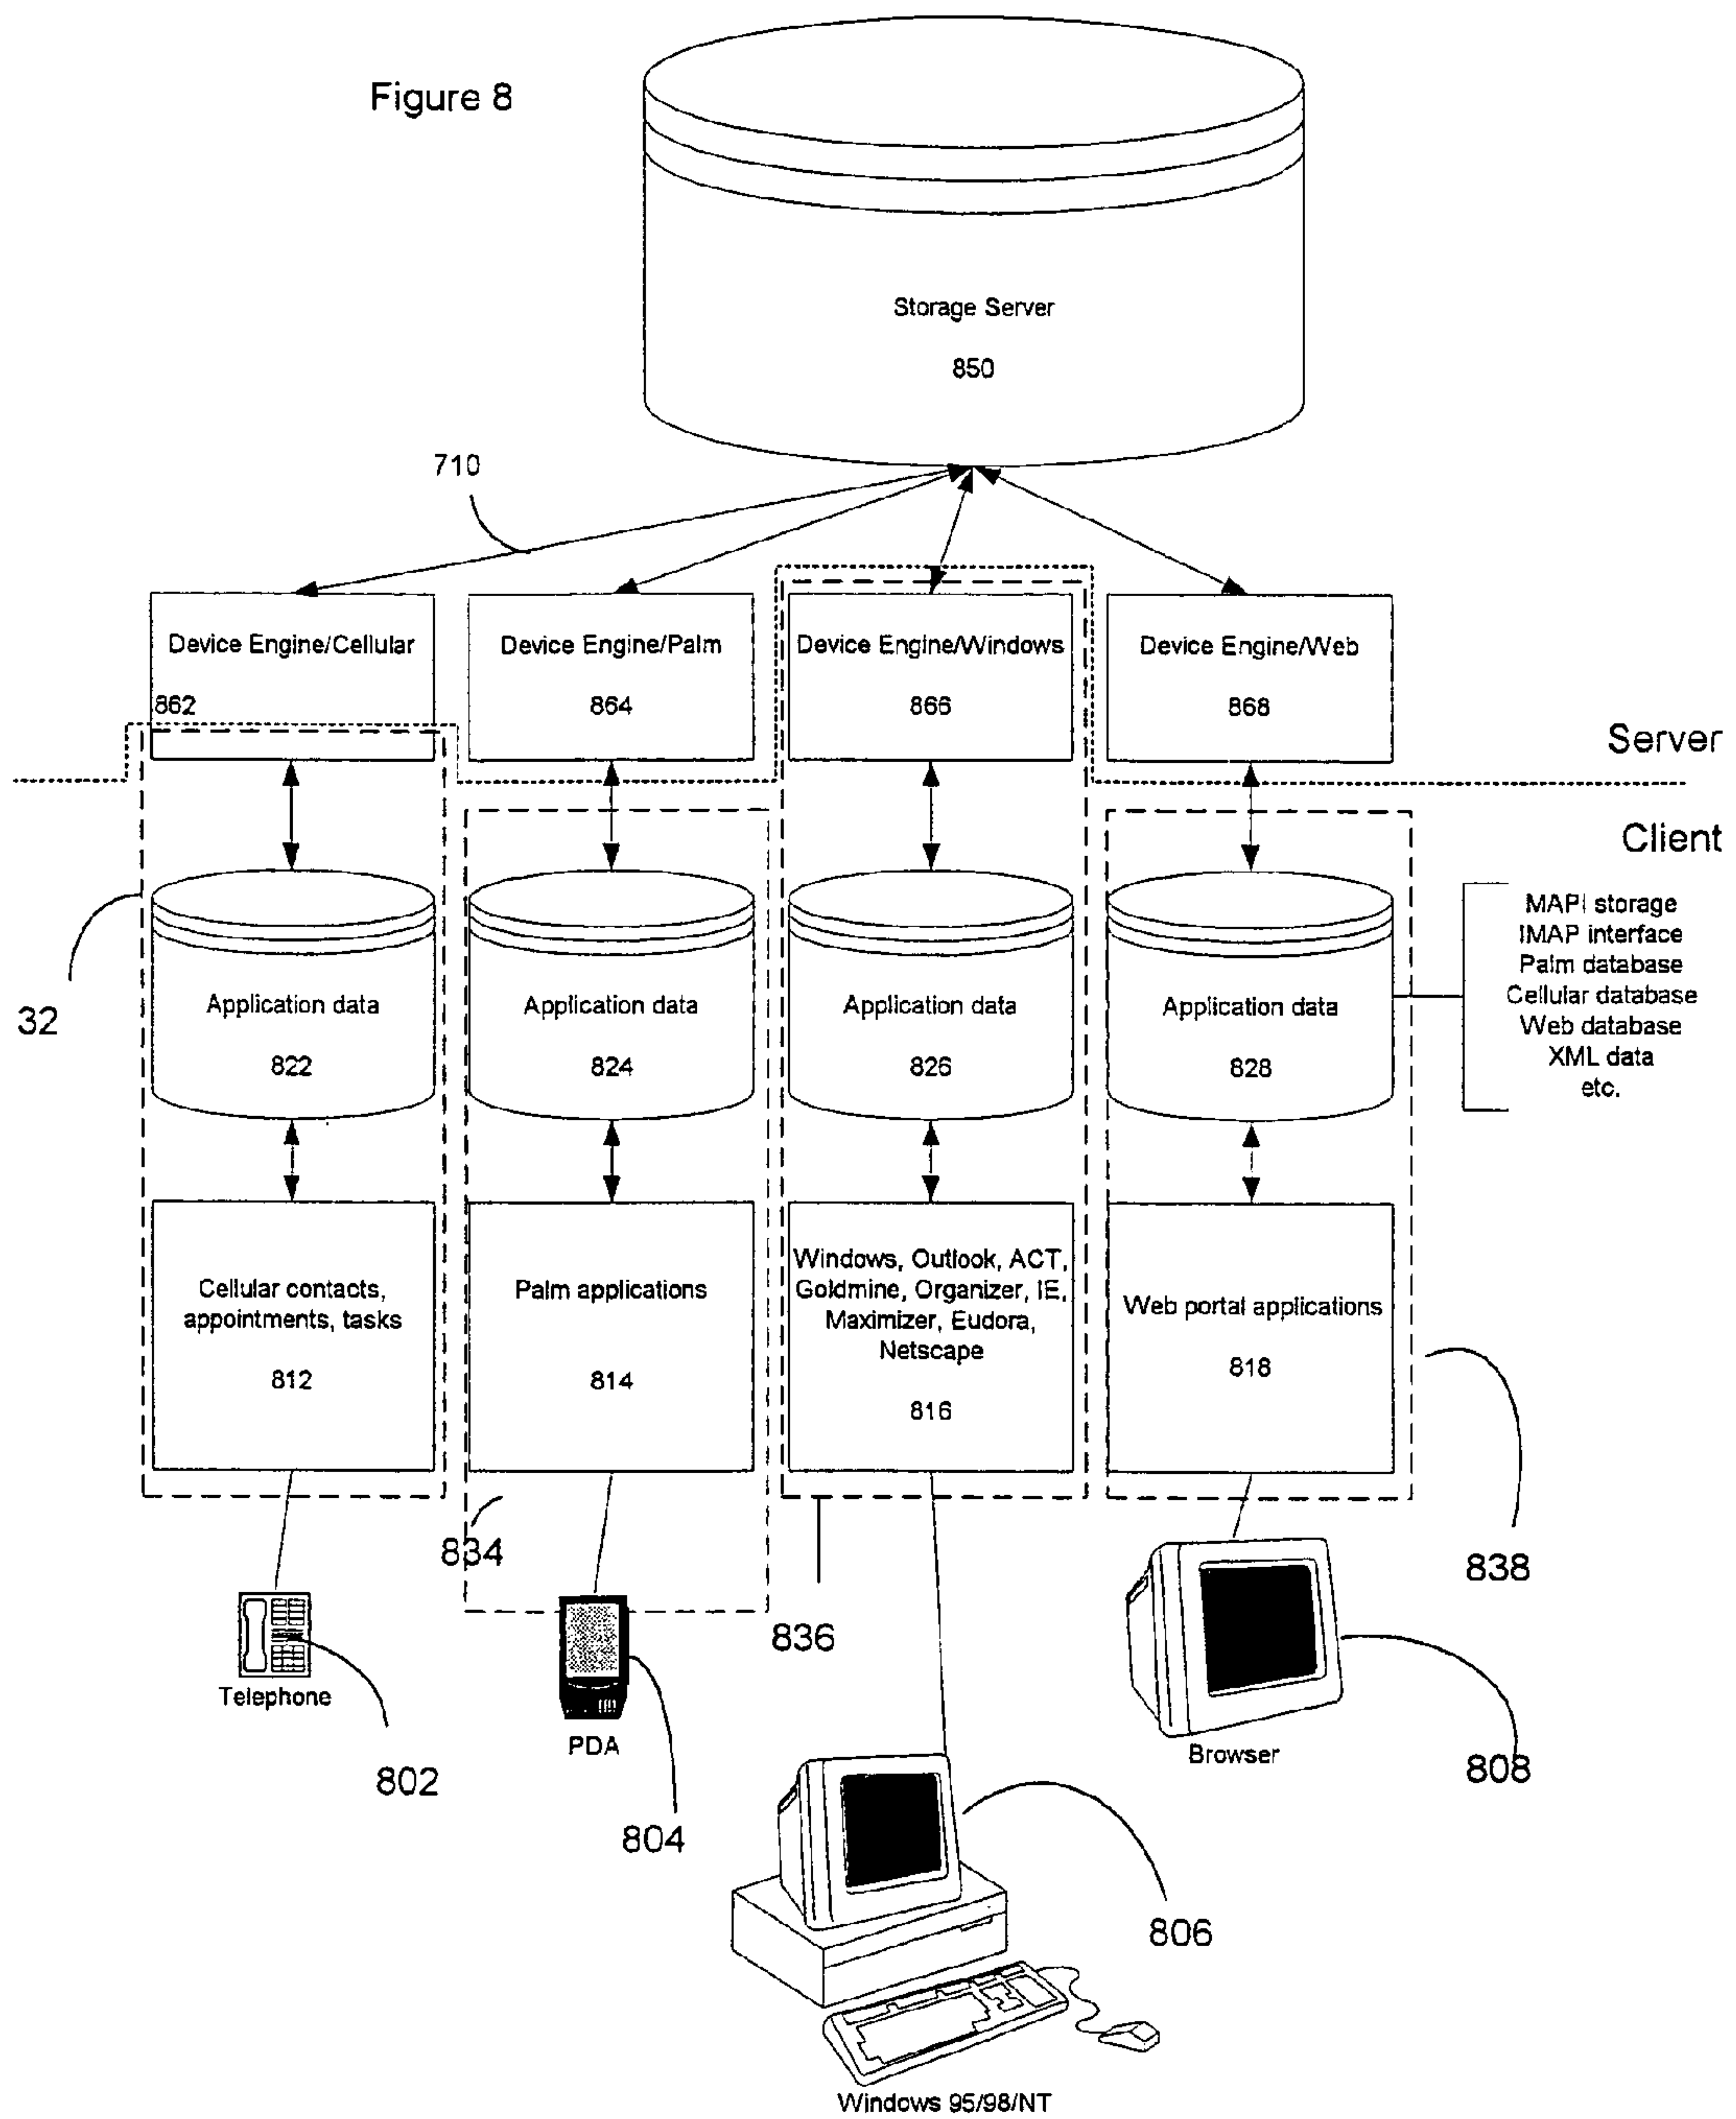 Figure 8
Storage Server
850
710
Device Engine/Cellular
862
Device Engine/Palm
864
Device Engine/Windows
866
Device Engine/Web
868
Server
Client
32
Application data
822
Application data
824
Application data
826
Application data
828
MAPI storage
IMAP interface
Palm database
Cellular database
Web database
XML data
etc.
Cellular contacts,
appointments, tasks
812
Palm applications
814
Windows, Outlook, ACT,
Goldmine, Organizer, IE,
Maximizer, Eudora,
Netscape
816
Web portal applications
818
834
836
838
Telephone
802
PDA
804
806
Browser
808
Windows 95/98/NT